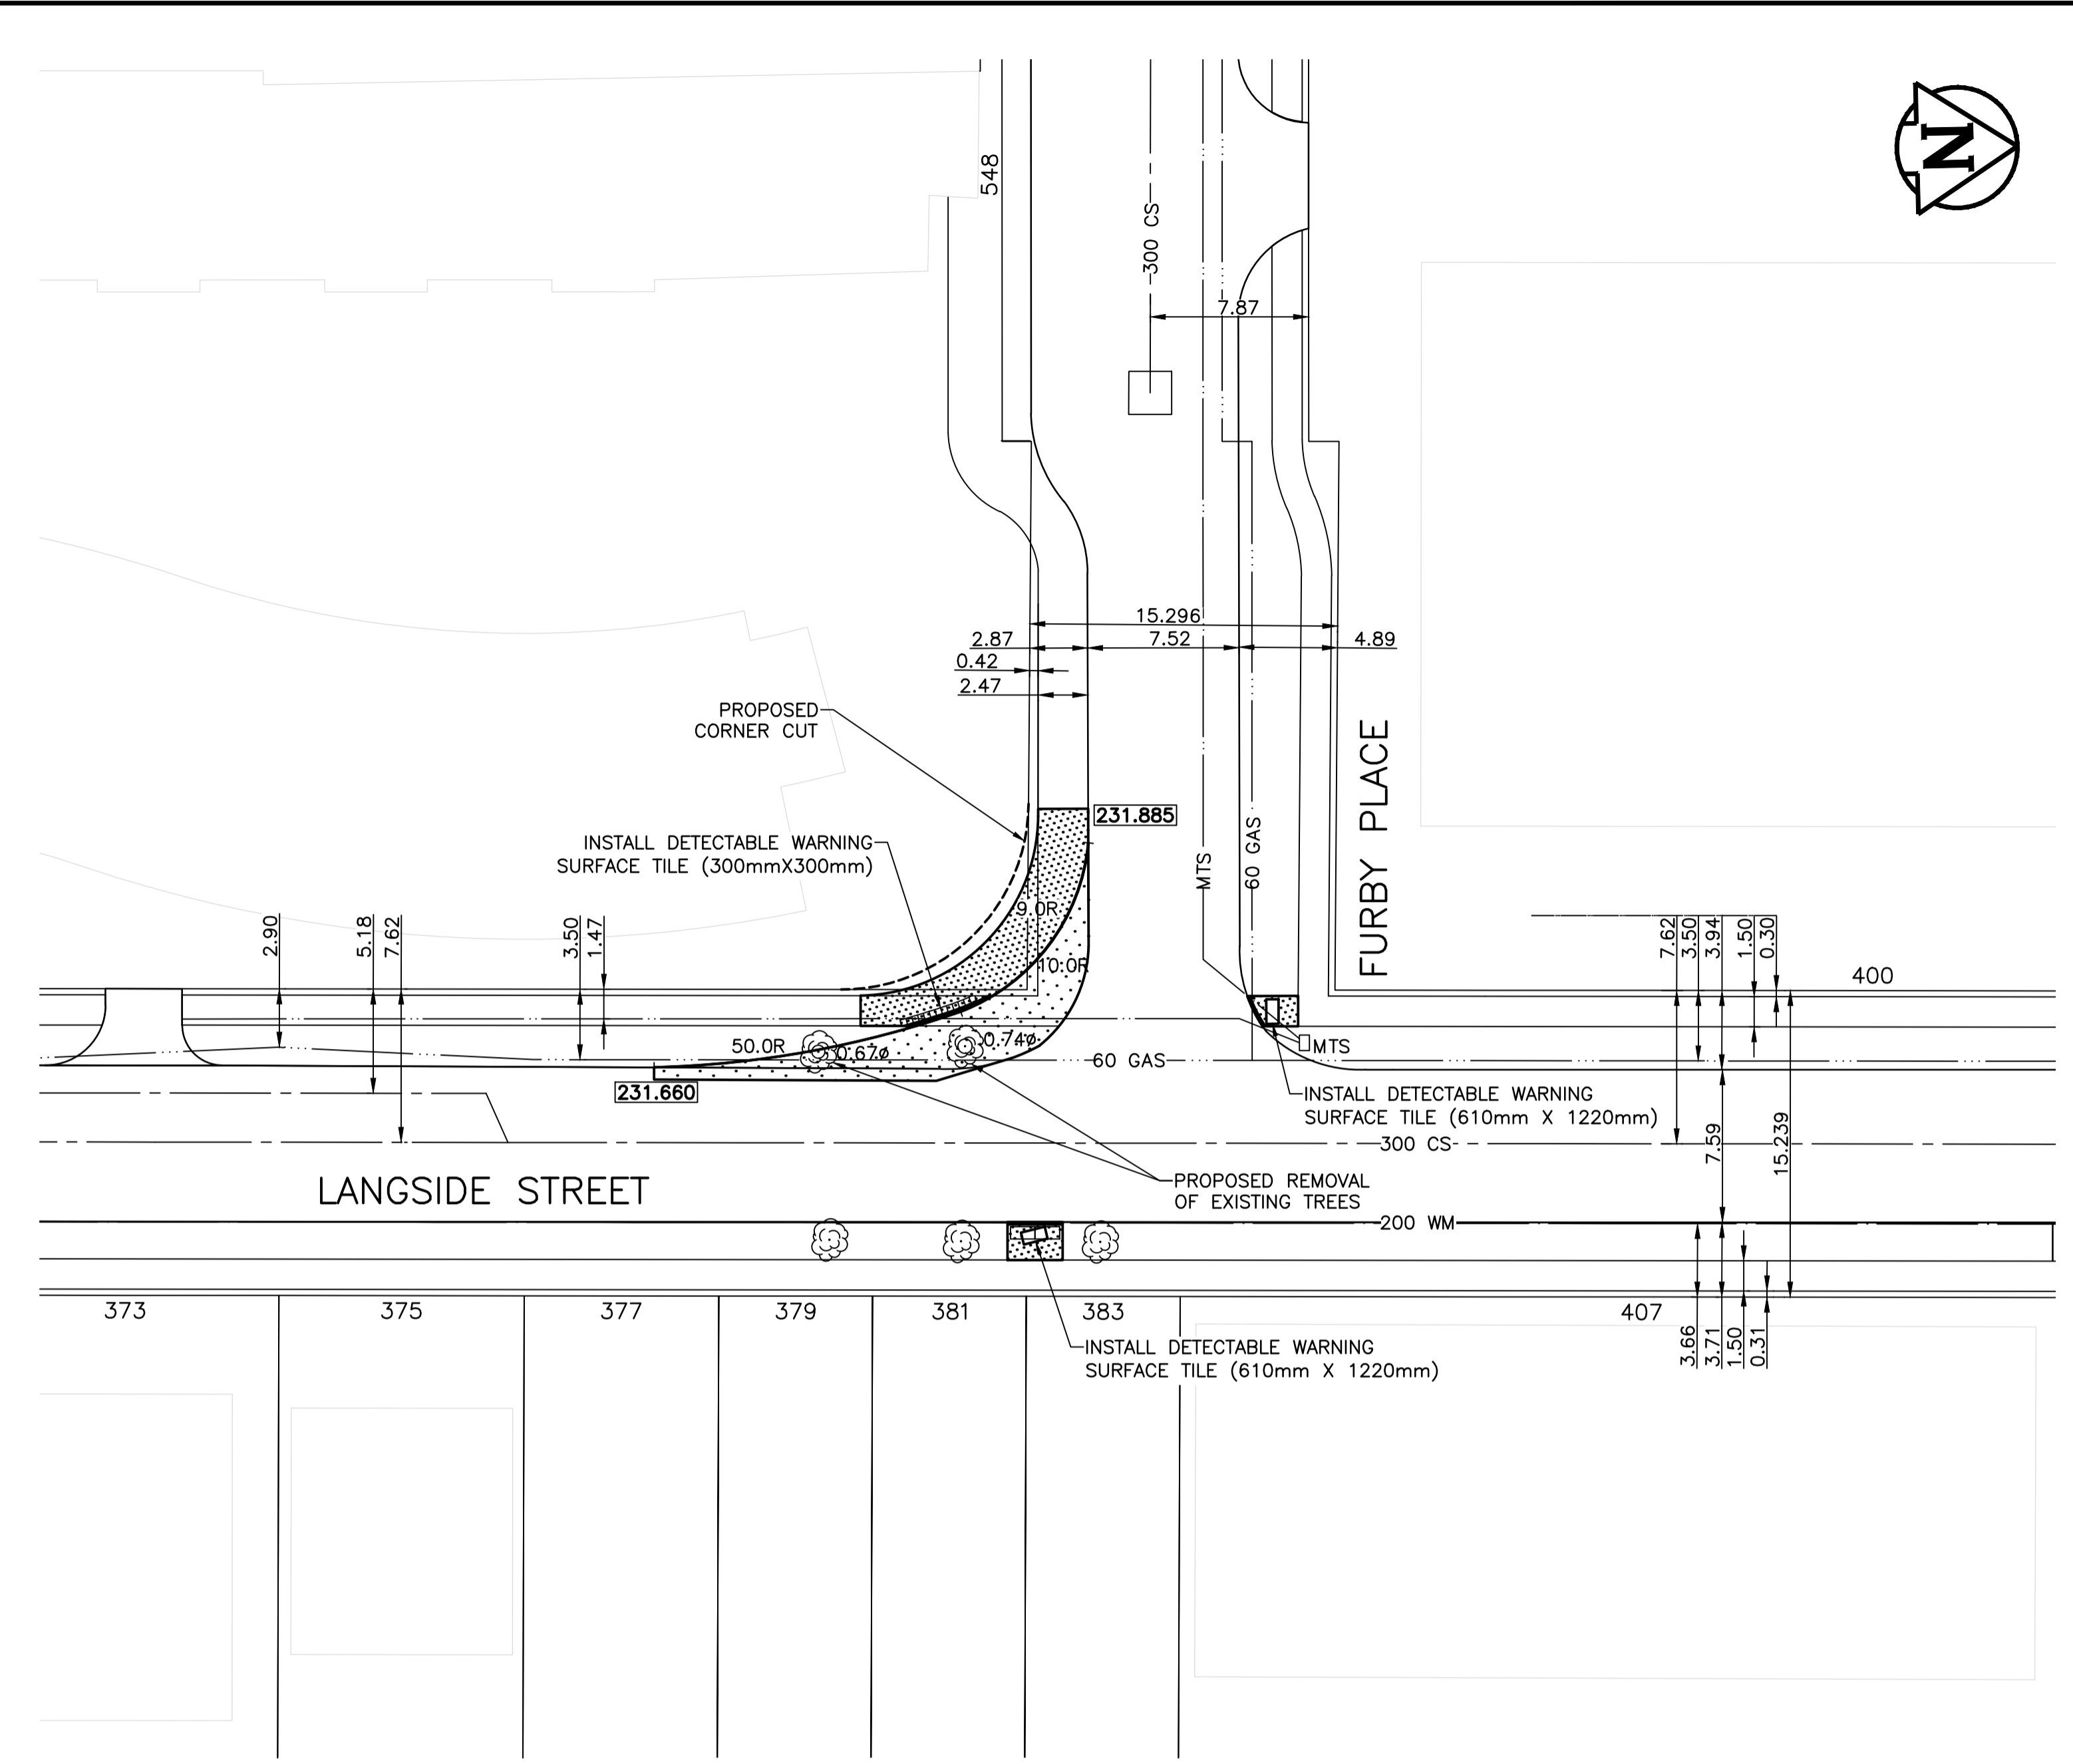 N
548
300 CS
7.87
15.296
2.87
7.52
4.89
0.42
2.47
PROPOSED
CORNER CUT
231.885
INSTALL DETECTABLE WARNING
SURFACE TILE (300mmX300mm)
MTS
60 GAS
FURBY PLACE
9.0R
10.0R
2.90
5.18
7.62
3.50
1.47
7.62
3.50
3.94
1.50
0.30
400
50.0R
0.67ø
0.74ø
60 GAS
MTS
231.660
INSTALL DETECTABLE WARNING
SURFACE TILE (610mm X 1220mm)
300 CS
7.59
15.239
LANGSIDE STREET
PROPOSED REMOVAL
OF EXISTING TREES
200 WM
373
375
377
379
381
383
407
3.66
3.71
1.50
0.31
INSTALL DETECTABLE WARNING
SURFACE TILE (610mm X 1220mm)